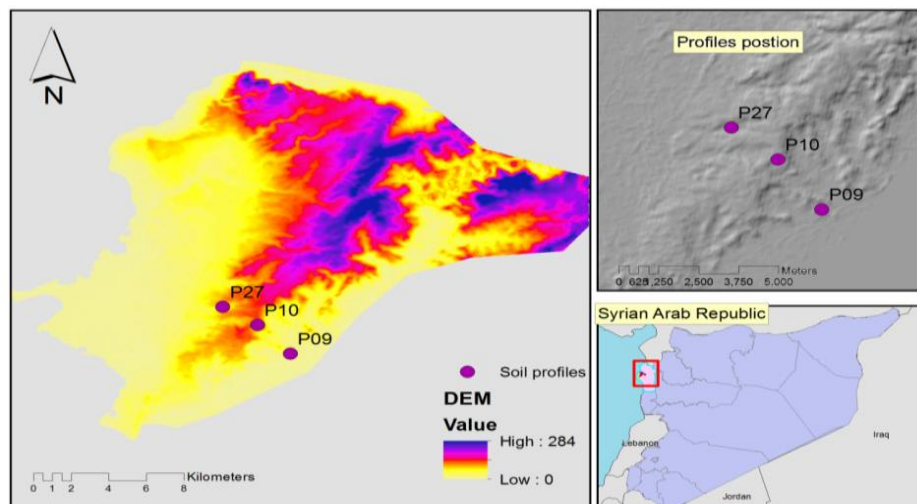 N
P27
P10
P09
Soil profiles
DEM
Value
High : 284
Low : 0
Kilometers
0 1 2 4 6 8
Profiles postion
P27
P10
P09
Meters
0 625 1,250 2,500 3,750 5,000
Syrian Arab Republic
Lebanon
Iraq
Jordan